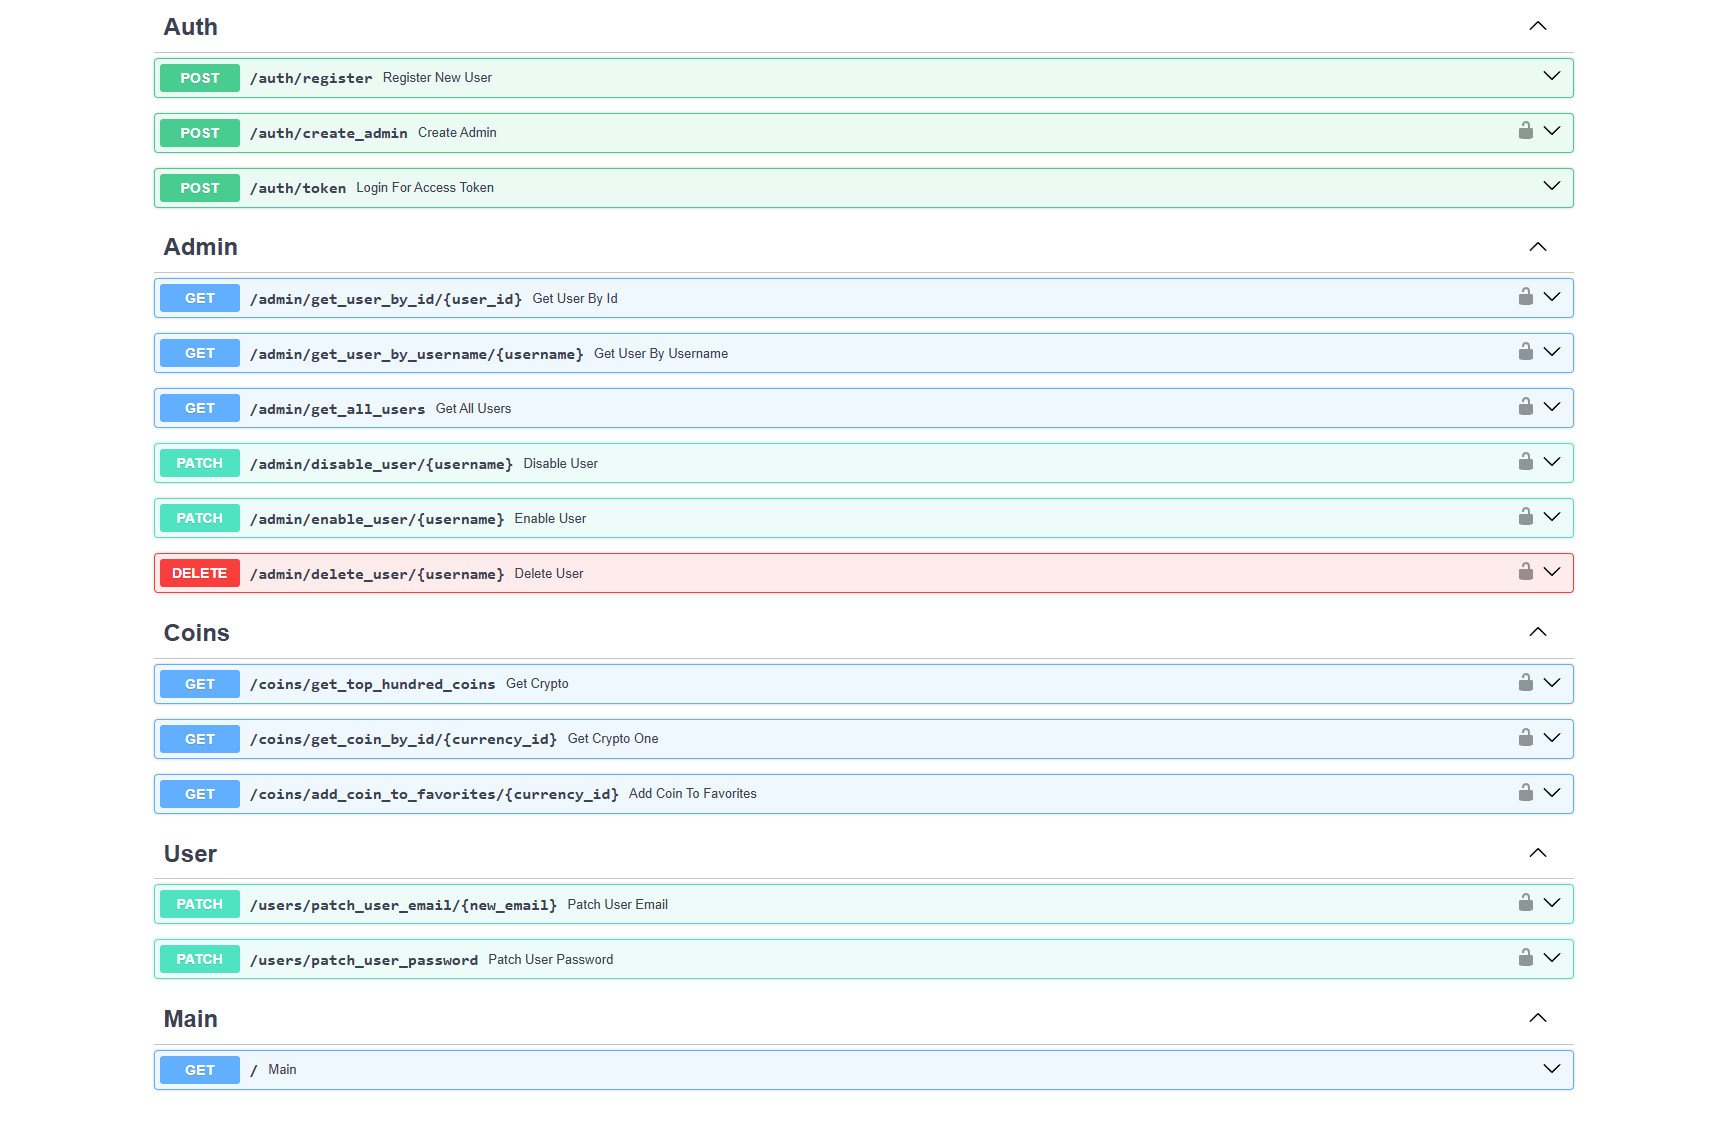 Auth
POST /auth/register Register New User
POST /auth/create_admin Create Admin
POST /auth/token Login For Access Token
Admin
GET /admin/get_user_by_id/{user_id} Get User By Id
GET /admin/get_user_by_username/{username} Get User By Username
GET /admin/get_all_users Get All Users
PATCH /admin/disable_user/{username} Disable User
PATCH /admin/enable_user/{username} Enable User
DELETE /admin/delete_user/{username} Delete User
Coins
GET /coins/get_top_hundred_coins Get Crypto
GET /coins/get_coin_by_id/{currency_id} Get Crypto One
GET /coins/add_coin_to_favorites/{currency_id} Add Coin To Favorites
User
PATCH /users/patch_user_email/{new_email} Patch User Email
PATCH /users/patch_user_password Patch User Password
Main
GET / Main